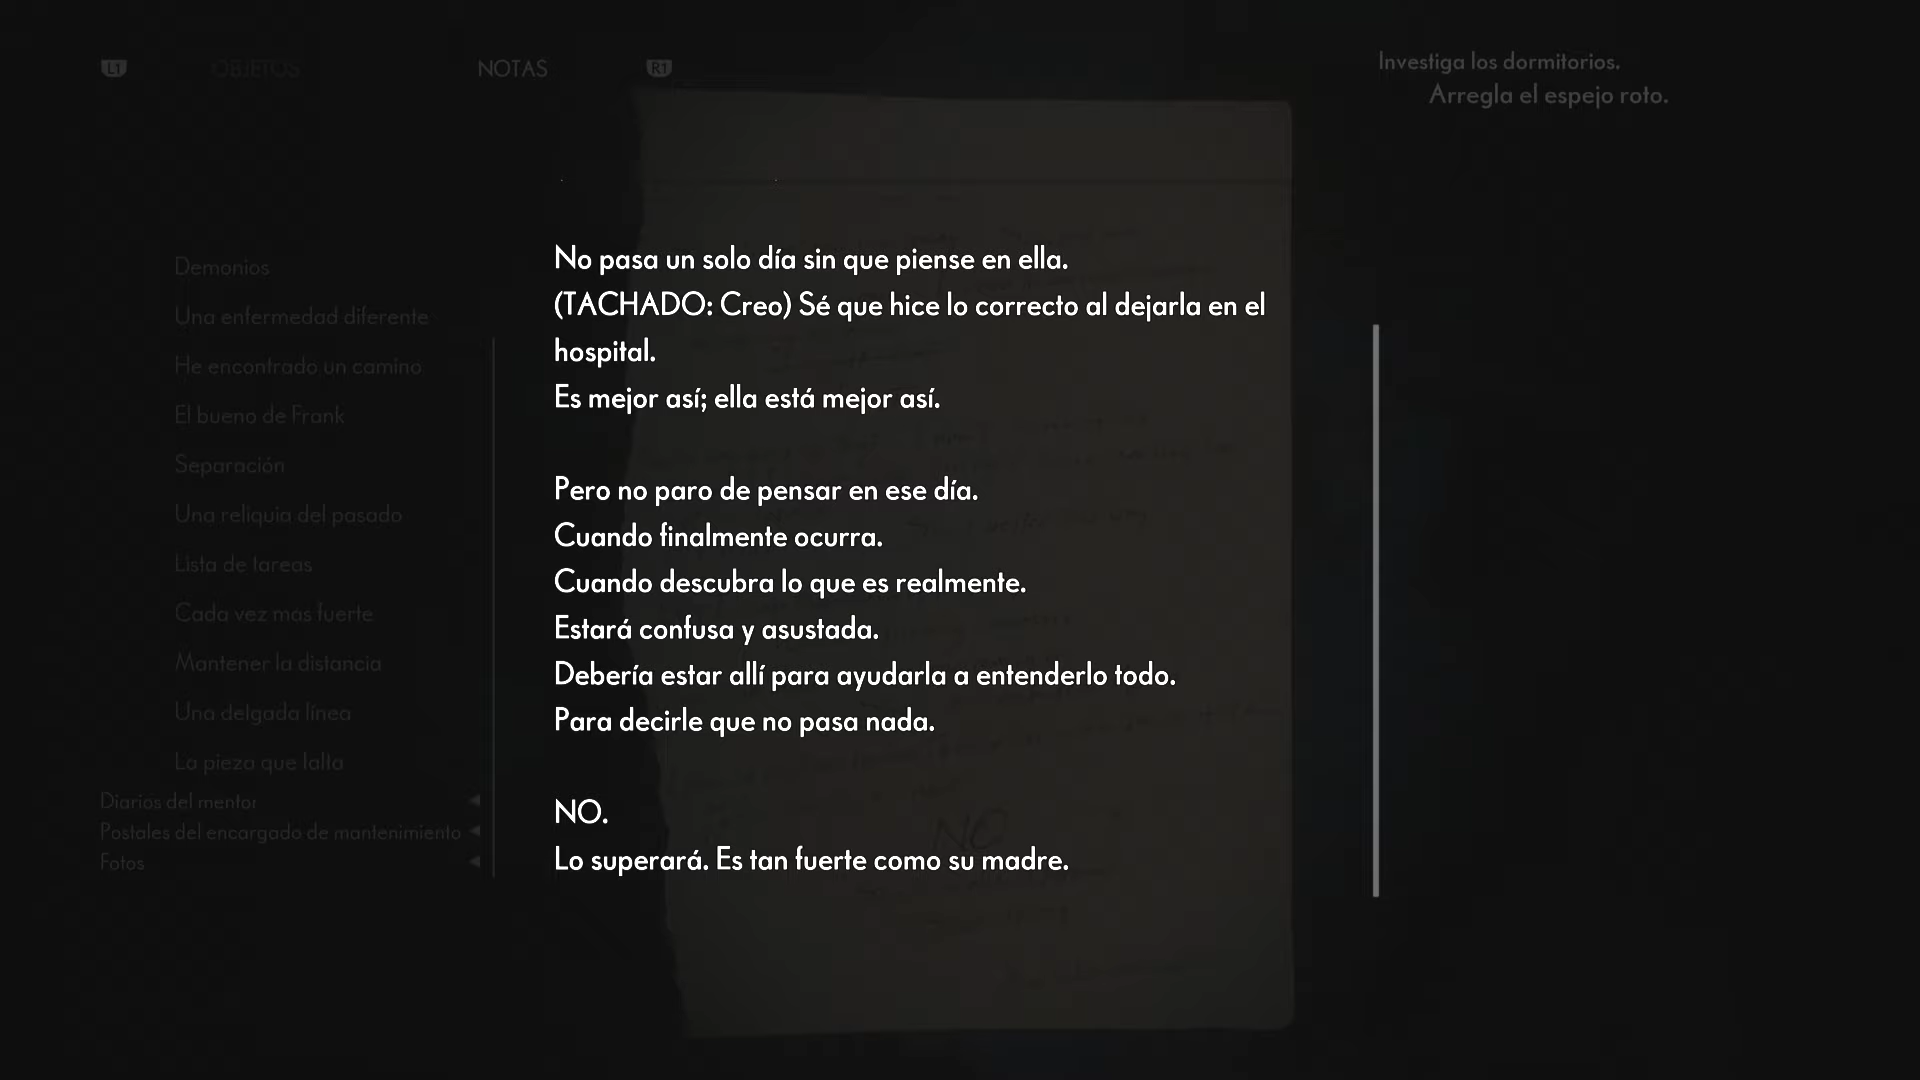 L1 OBJETOS NOTAS R1
Investiga los dormitorios.
Arregla el espejo roto.
Demonios
Una enfermedad diferente
He encontrado un camino
El bueno de Frank
Separación
Una reliquia del pasado
Lista de tareas
Cada vez más fuerte
Mantener la distancia
Una delgada línea
La pieza que falta
Diarios del mentor
Postales del encargado de mantenimiento
Fotos
No pasa un solo día sin que piense en ella.
(TACHADO: Creo) Sé que hice lo correcto al dejarla en el
hospital.
Es mejor así; ella está mejor así.
Pero no paro de pensar en ese día.
Cuando finalmente ocurra.
Cuando descubra lo que es realmente.
Estará confusa y asustada.
Debería estar allí para ayudarla a entenderlo todo.
Para decirle que no pasa nada.
NO.
Lo superará. Es tan fuerte como su madre.
NO